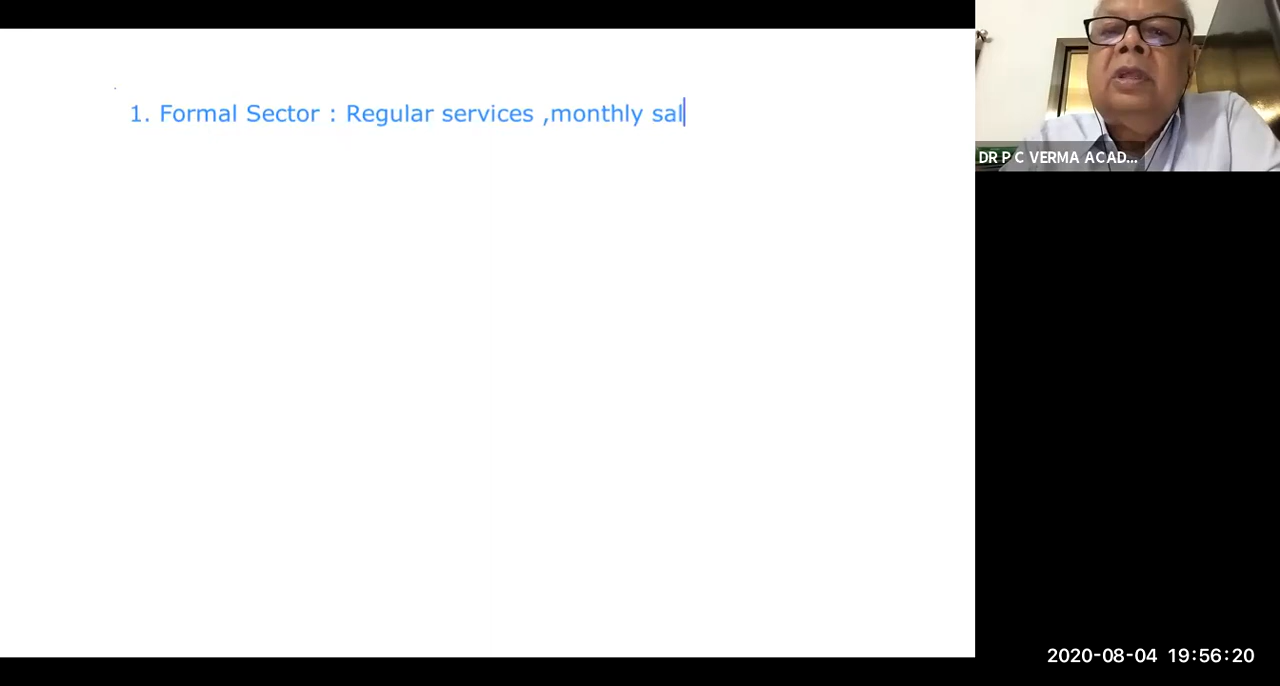 1. Formal Sector : Regular services ,monthly sal
DR P C VERMA ACAD...
2020-08-04 19:56:20